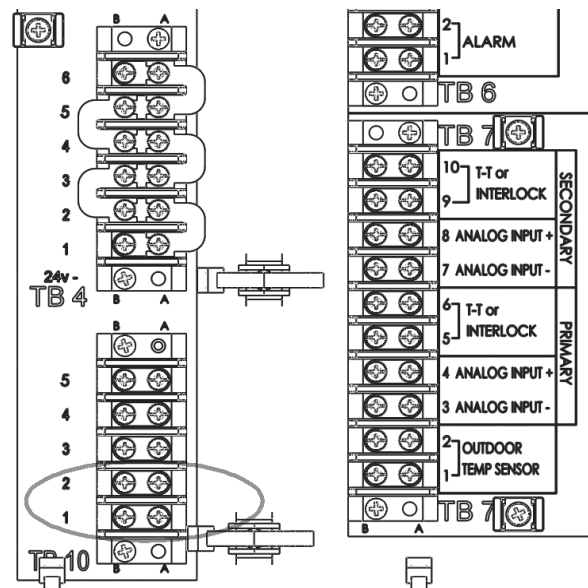 B A
6
5
4
3
2
1
24v -
TB 4
B A
B A
5
4
3
2
1
TB 10
B A
2
ALARM
1
TB 6
TB 7
10
T-T or
INTERLOCK
9
8 ANALOG INPUT +
7 ANALOG INPUT -
SECONDARY
6
T-T or
INTERLOCK
5
4 ANALOG INPUT +
3 ANALOG INPUT -
PRIMARY
2
OUTDOOR
TEMP SENSOR
1
TB 7
B A